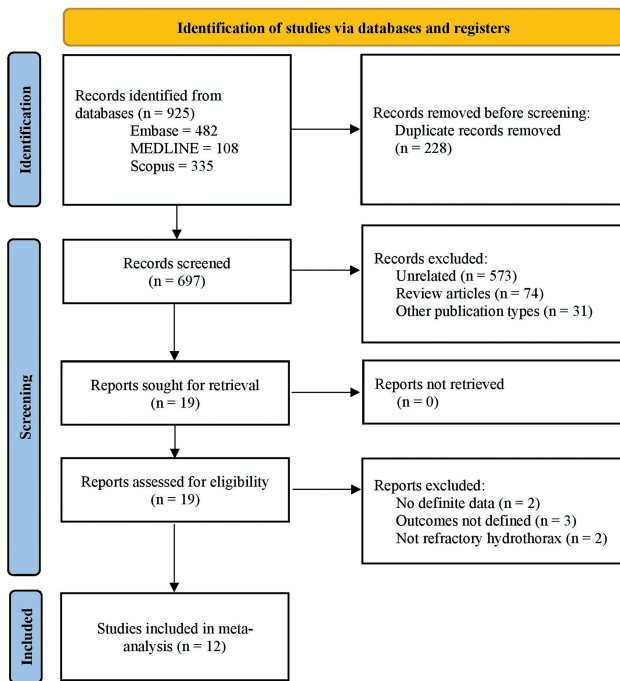 Identification of studies via databases and registers
Identification
Records identified from
databases (n = 925)
Embase = 482
MEDLINE = 108
Scopus = 335
Records removed before screening:
Duplicate records removed
(n = 228)
Screening
Records screened
(n = 697)
Records excluded:
Unrelated (n = 573)
Review articles (n = 74)
Other publication types (n = 31)
Reports sought for retrieval
(n = 19)
Reports not retrieved
(n = 0)
Reports assessed for eligibility
(n = 19)
Reports excluded:
No definite data (n = 2)
Outcomes not defined (n = 3)
Not refractory hydrothorax (n = 2)
Included
Studies included in meta-
analysis (n = 12)